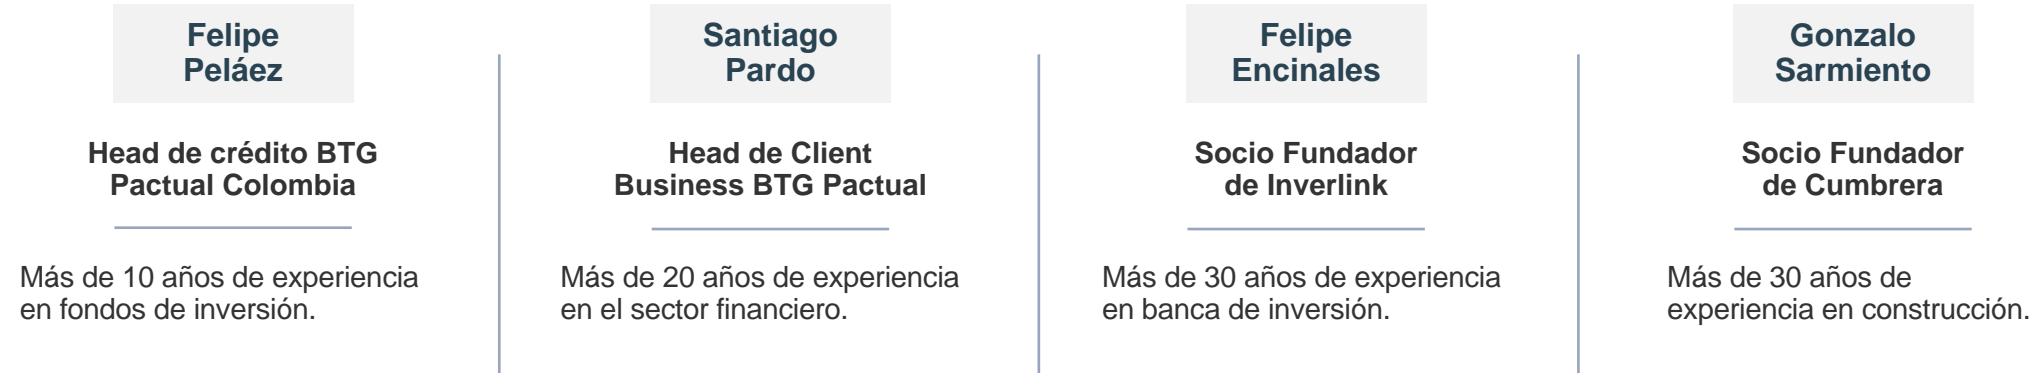 Felipe
Peláez
Head de crédito BTG
Pactual Colombia
Más de 10 años de experiencia
en fondos de inversión.
Santiago
Pardo
Head de Client
Business BTG Pactual
Más de 20 años de experiencia
en el sector financiero.
Felipe
Encinales
Socio Fundador
de Inverlink
Más de 30 años de experiencia
en banca de inversión.
Gonzalo
Sarmiento
Socio Fundador
de Cumbrera
Más de 30 años de
experiencia en construcción.